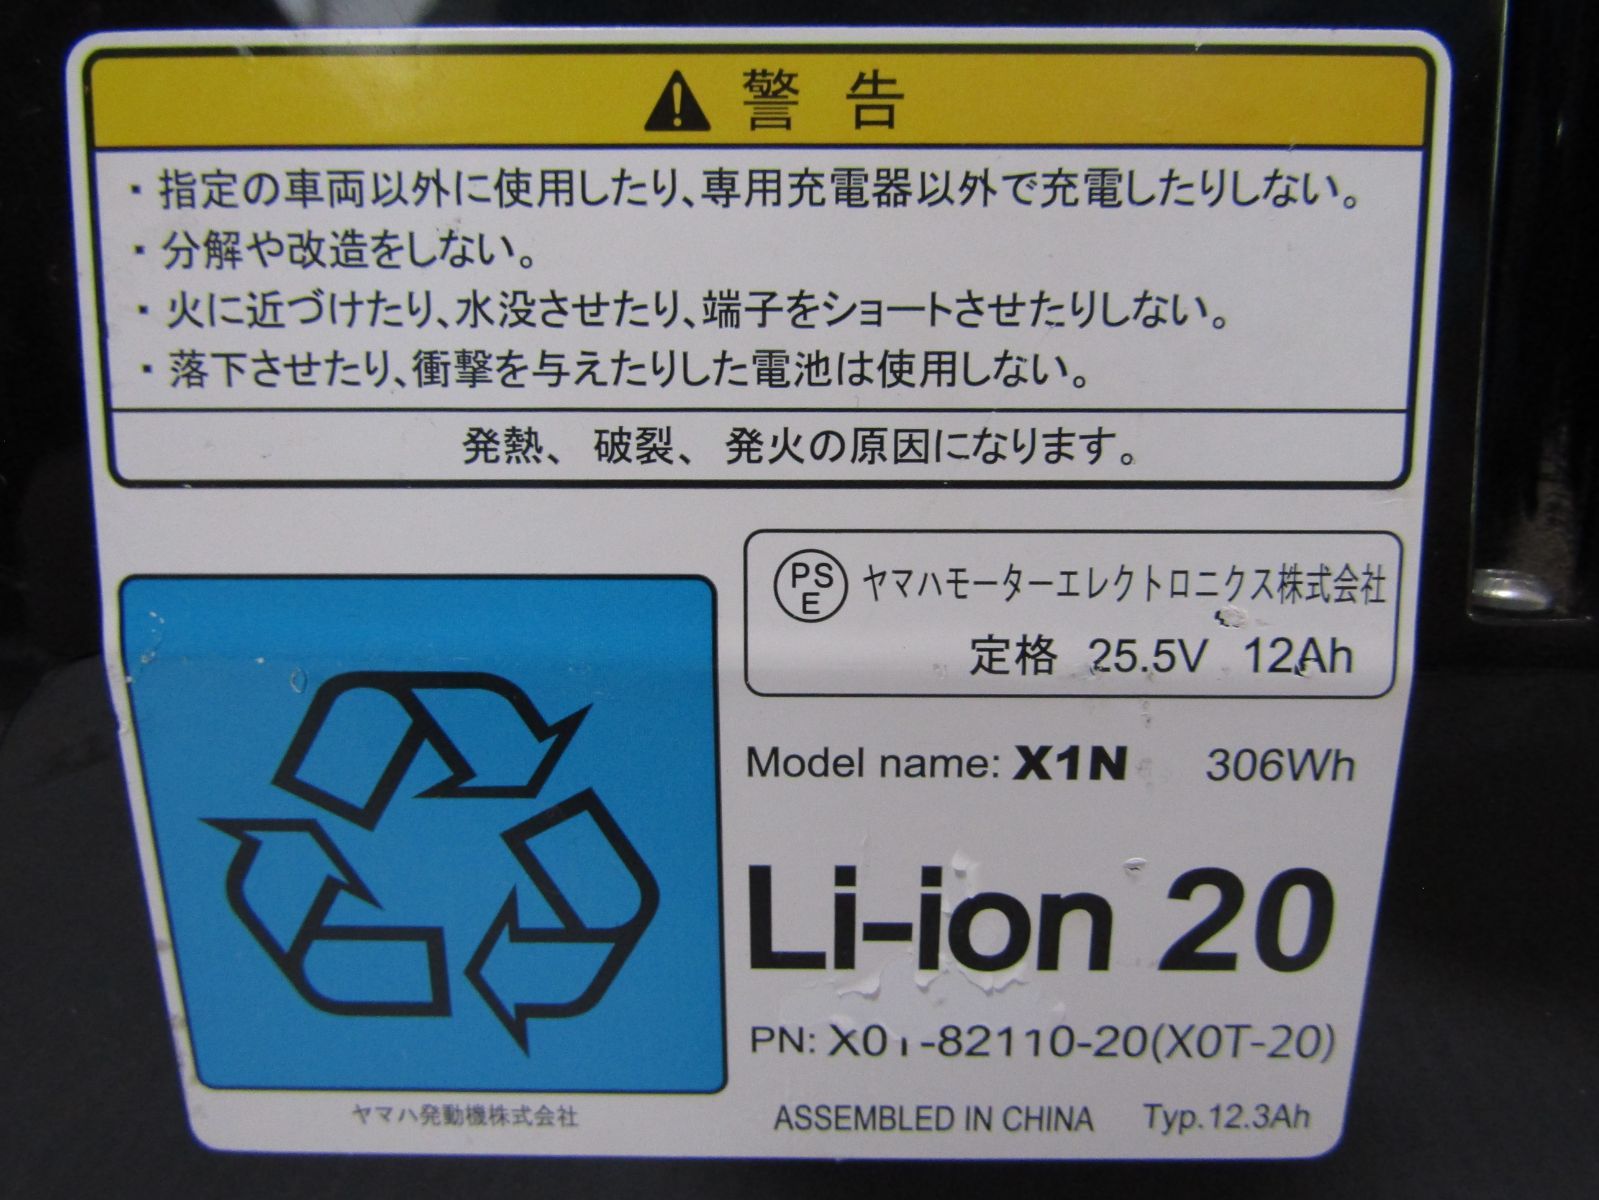 警告
・指定の車両以外に使用したり、専用充電器以外で充電したりしない。
・分解や改造をしない。
・火に近づけたり、水没させたり、端子をショートさせたりしない。
・落下させたり、衝撃を与えたりした電池は使用しない。
発熱、破裂、発火の原因になります。
PSE ヤマハモーターエレクトロニクス株式会社
定格 25.5V 12Ah
Model name: X1N 306Wh
Li-ion 20
PN: X0T-82110-20(X0T-20)
ヤマハ発動機株式会社
ASSEMBLED IN CHINA Typ.12.3Ah